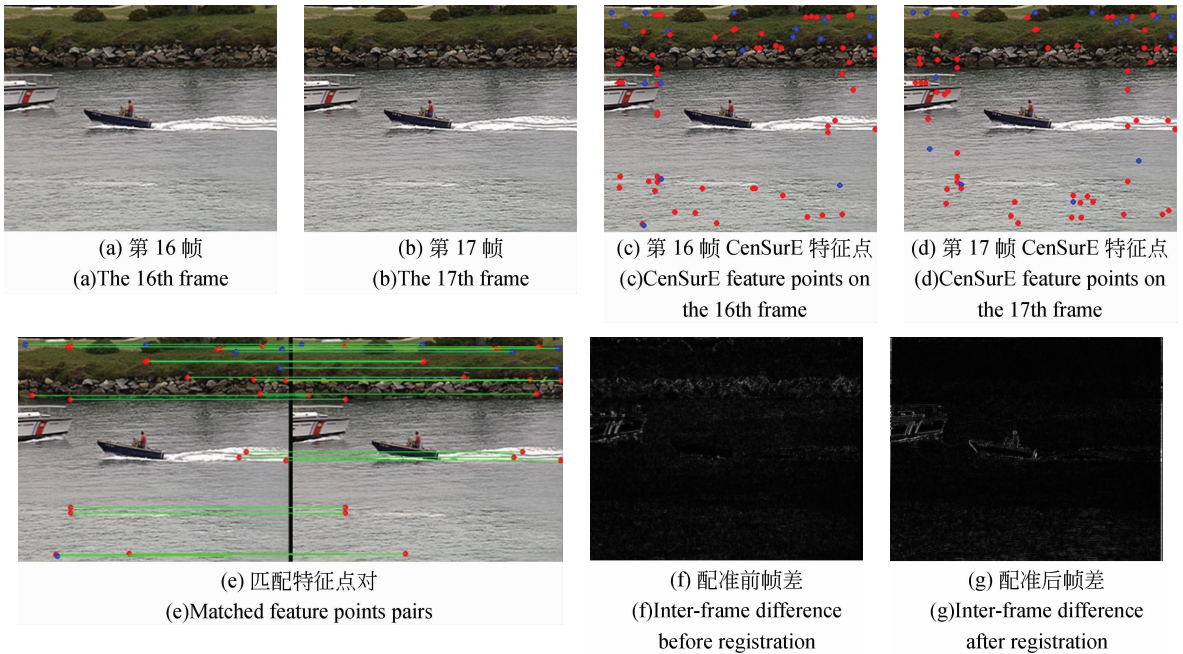 (a) 第 16 帧
(a)The 16th frame
(b) 第 17 帧
(b)The 17th frame
(c) 第 16 帧 CenSurE 特征点
(c)CenSurE feature points on
the 16th frame
(d) 第 17 帧 CenSurE 特征点
(d)CenSurE feature points on
the 17th frame
(e) 匹配特征点对
(e)Matched feature points pairs
(f) 配准前帧差
(f)Inter-frame difference
before registration
(g) 配准后帧差
(g)Inter-frame difference
after registration